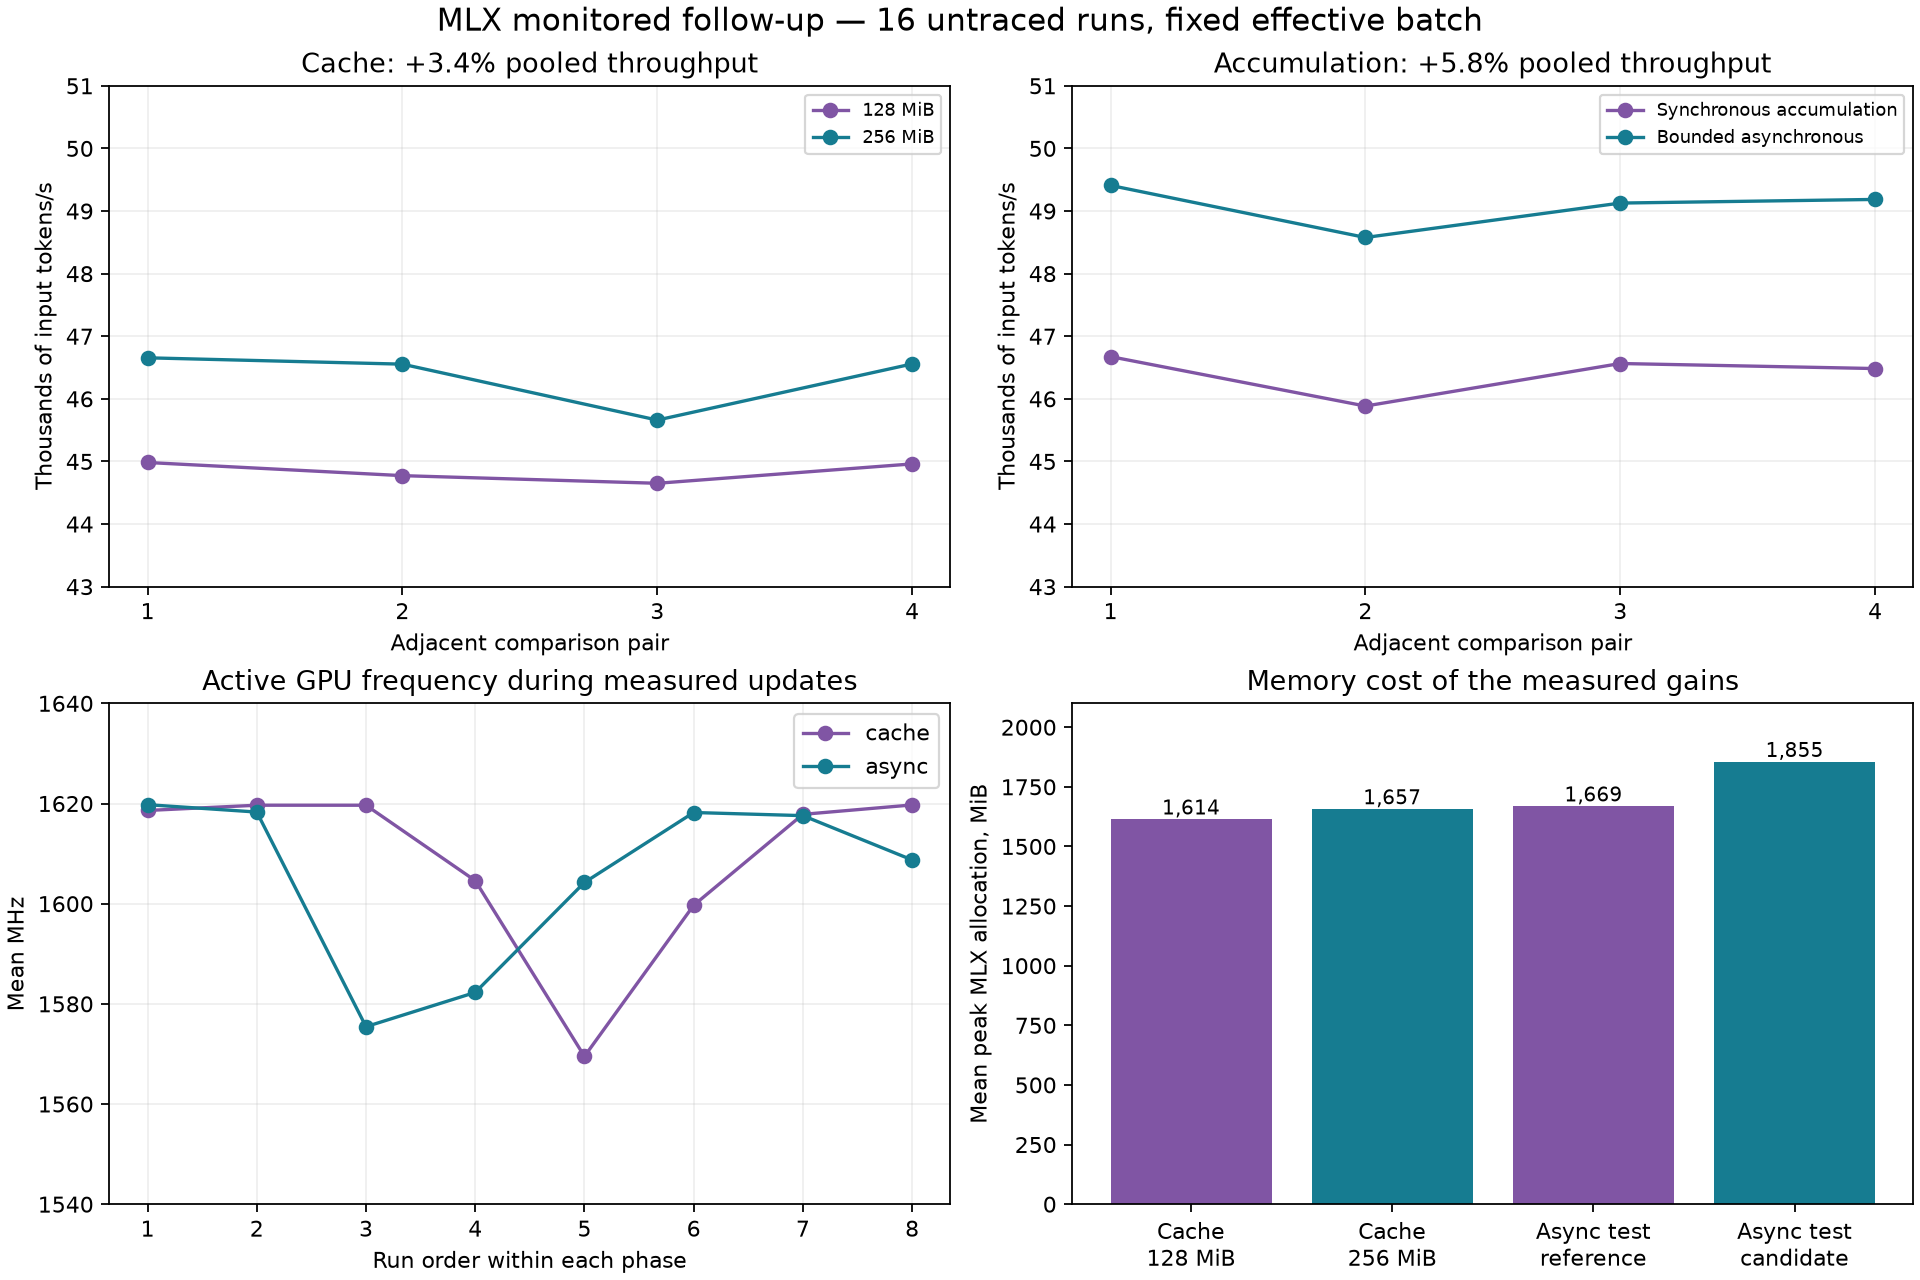 MLX monitored follow-up — 16 untraced runs, fixed effective batch
Cache: +3.4% pooled throughput
51
50
49
48
47
46
45
44
43
Thousands of input tokens/s
128 MiB
256 MiB
1
2
3
4
Adjacent comparison pair
Accumulation: +5.8% pooled throughput
51
50
49
48
47
46
45
44
43
Thousands of input tokens/s
Synchronous accumulation
Bounded asynchronous
1
2
3
4
Adjacent comparison pair
Active GPU frequency during measured updates
1640
1620
1600
1580
1560
1540
Mean MHz
cache
async
1
2
3
4
5
6
7
8
Run order within each phase
Memory cost of the measured gains
2000
1750
1500
1250
1000
750
500
250
0
Mean peak MLX allocation, MiB
1,614
1,657
1,669
1,855
Cache
128 MiB
Cache
256 MiB
Async test
reference
Async test
candidate